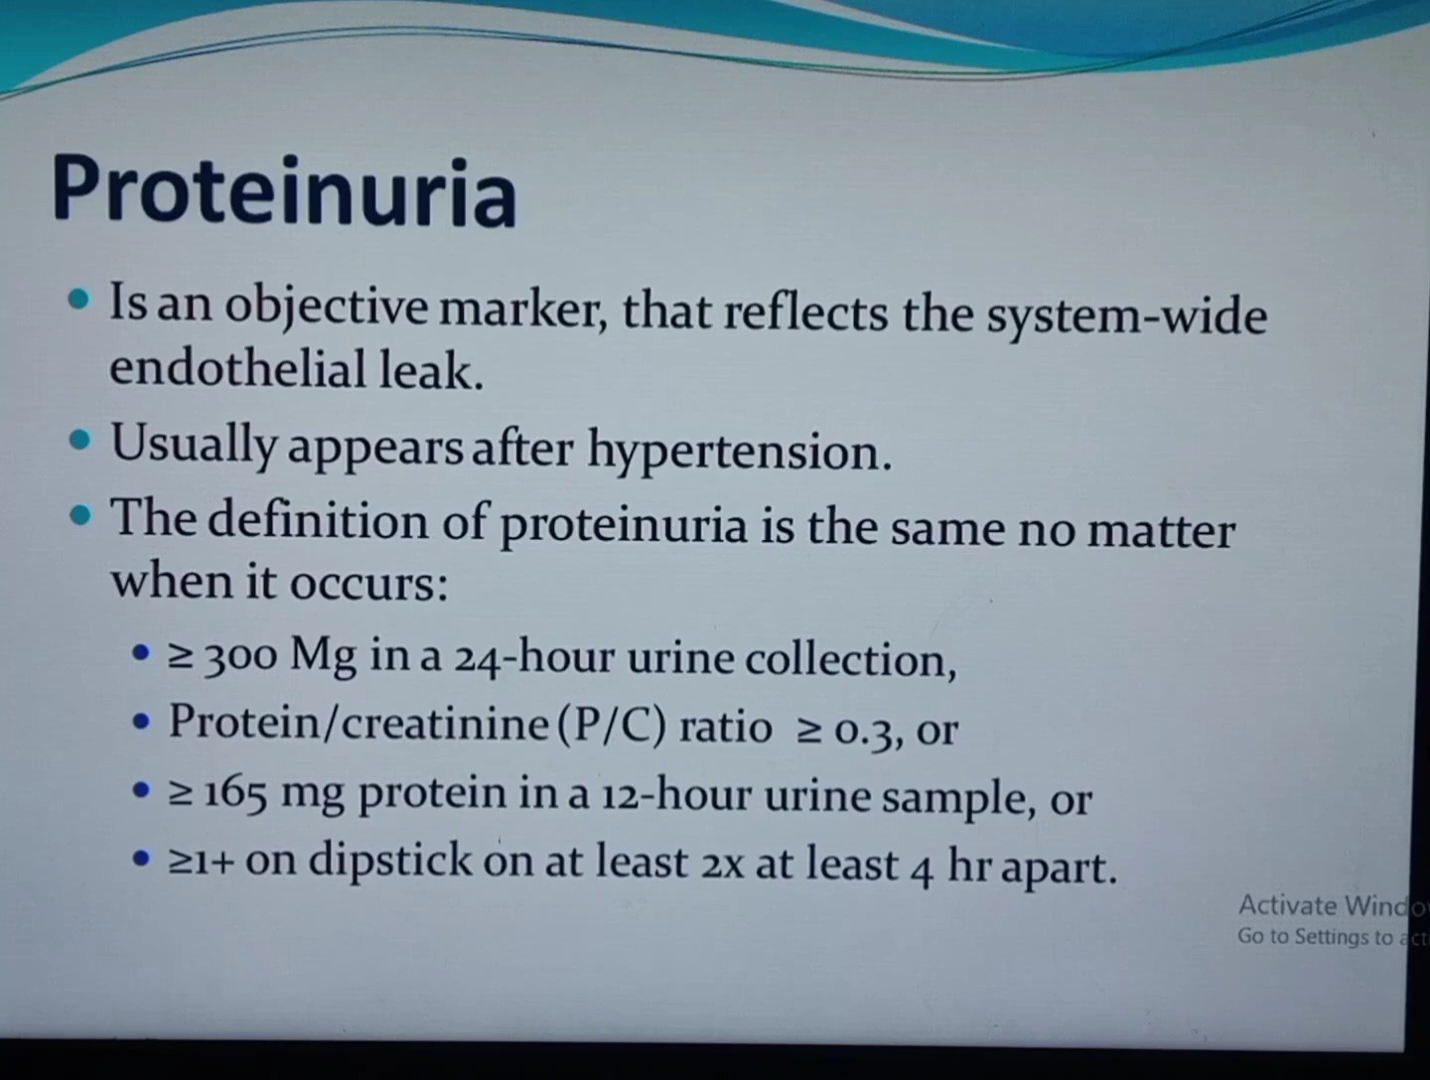 Proteinuria
Is an objective marker, that reflects the system-wide
endothelial leak.
Usually appears after hypertension.
The definition of proteinuria is the same no matter
when it occurs:
≥ 300 Mg in a 24-hour urine collection,
Protein/creatinine (P/C) ratio ≥ 0.3, or
≥ 165 mg protein in a 12-hour urine sample, or
≥1+ on dipstick on at least 2x at least 4 hr apart.
Activate Windo
Go to Settings to acti